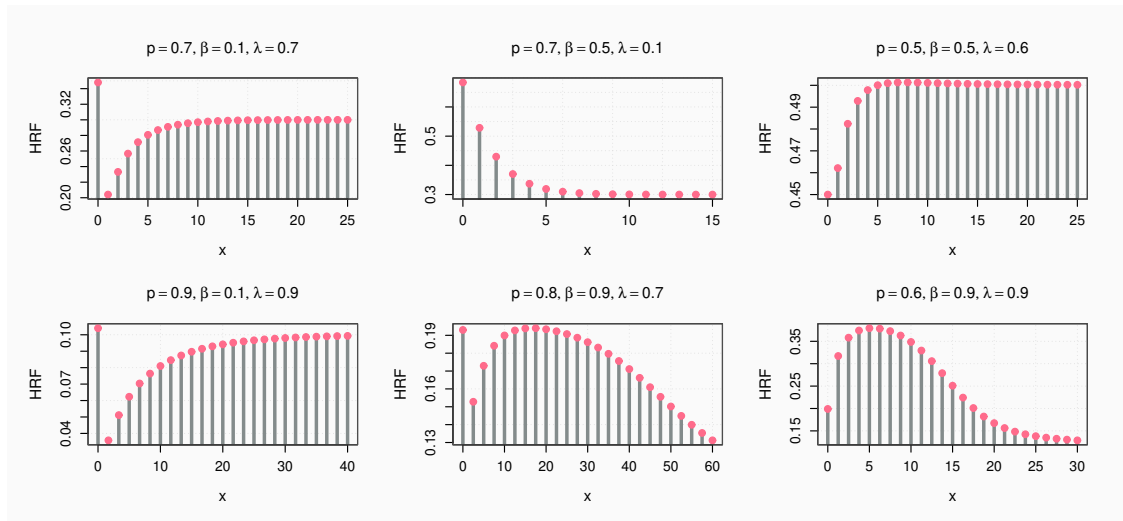 p = 0.7, β = 0.1, λ = 0.7
HRF
0.20 0.26 0.32
0 5 10 15 20 25
x
p = 0.7, β = 0.5, λ = 0.1
HRF
0.3 0.5
0 5 10 15
x
p = 0.5, β = 0.5, λ = 0.6
HRF
0.45 0.47 0.49
0 5 10 15 20 25
x
p = 0.9, β = 0.1, λ = 0.9
HRF
0.04 0.07 0.10
0 10 20 30 40
x
p = 0.8, β = 0.9, λ = 0.7
HRF
0.13 0.16 0.19
0 10 20 30 40 50 60
x
p = 0.6, β = 0.9, λ = 0.9
HRF
0.15 0.25 0.35
0 5 10 15 20 25 30
x